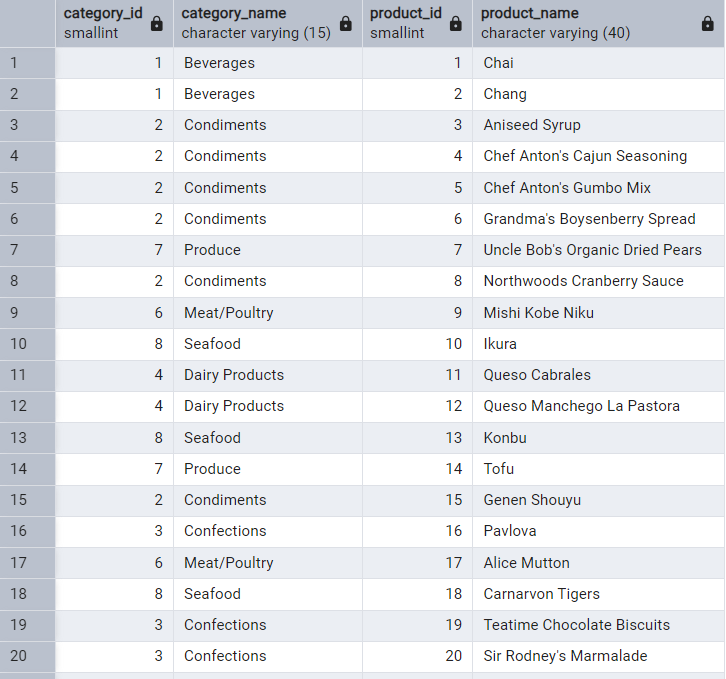 category_id category_name product_id product_name
smallint character varying (15) smallint character varying (40)
1 1 Beverages 1 Chai
2 1 Beverages 2 Chang
3 2 Condiments 3 Aniseed Syrup
4 2 Condiments 4 Chef Anton's Cajun Seasoning
5 2 Condiments 5 Chef Anton's Gumbo Mix
6 2 Condiments 6 Grandma's Boysenberry Spread
7 7 Produce 7 Uncle Bob's Organic Dried Pears
8 2 Condiments 8 Northwoods Cranberry Sauce
9 6 Meat/Poultry 9 Mishi Kobe Niku
10 8 Seafood 10 Ikura
11 4 Dairy Products 11 Queso Cabrales
12 4 Dairy Products 12 Queso Manchego La Pastora
13 8 Seafood 13 Konbu
14 7 Produce 14 Tofu
15 2 Condiments 15 Genen Shouyu
16 3 Confections 16 Pavlova
17 6 Meat/Poultry 17 Alice Mutton
18 8 Seafood 18 Carnarvon Tigers
19 3 Confections 19 Teatime Chocolate Biscuits
20 3 Confections 20 Sir Rodney's Marmalade